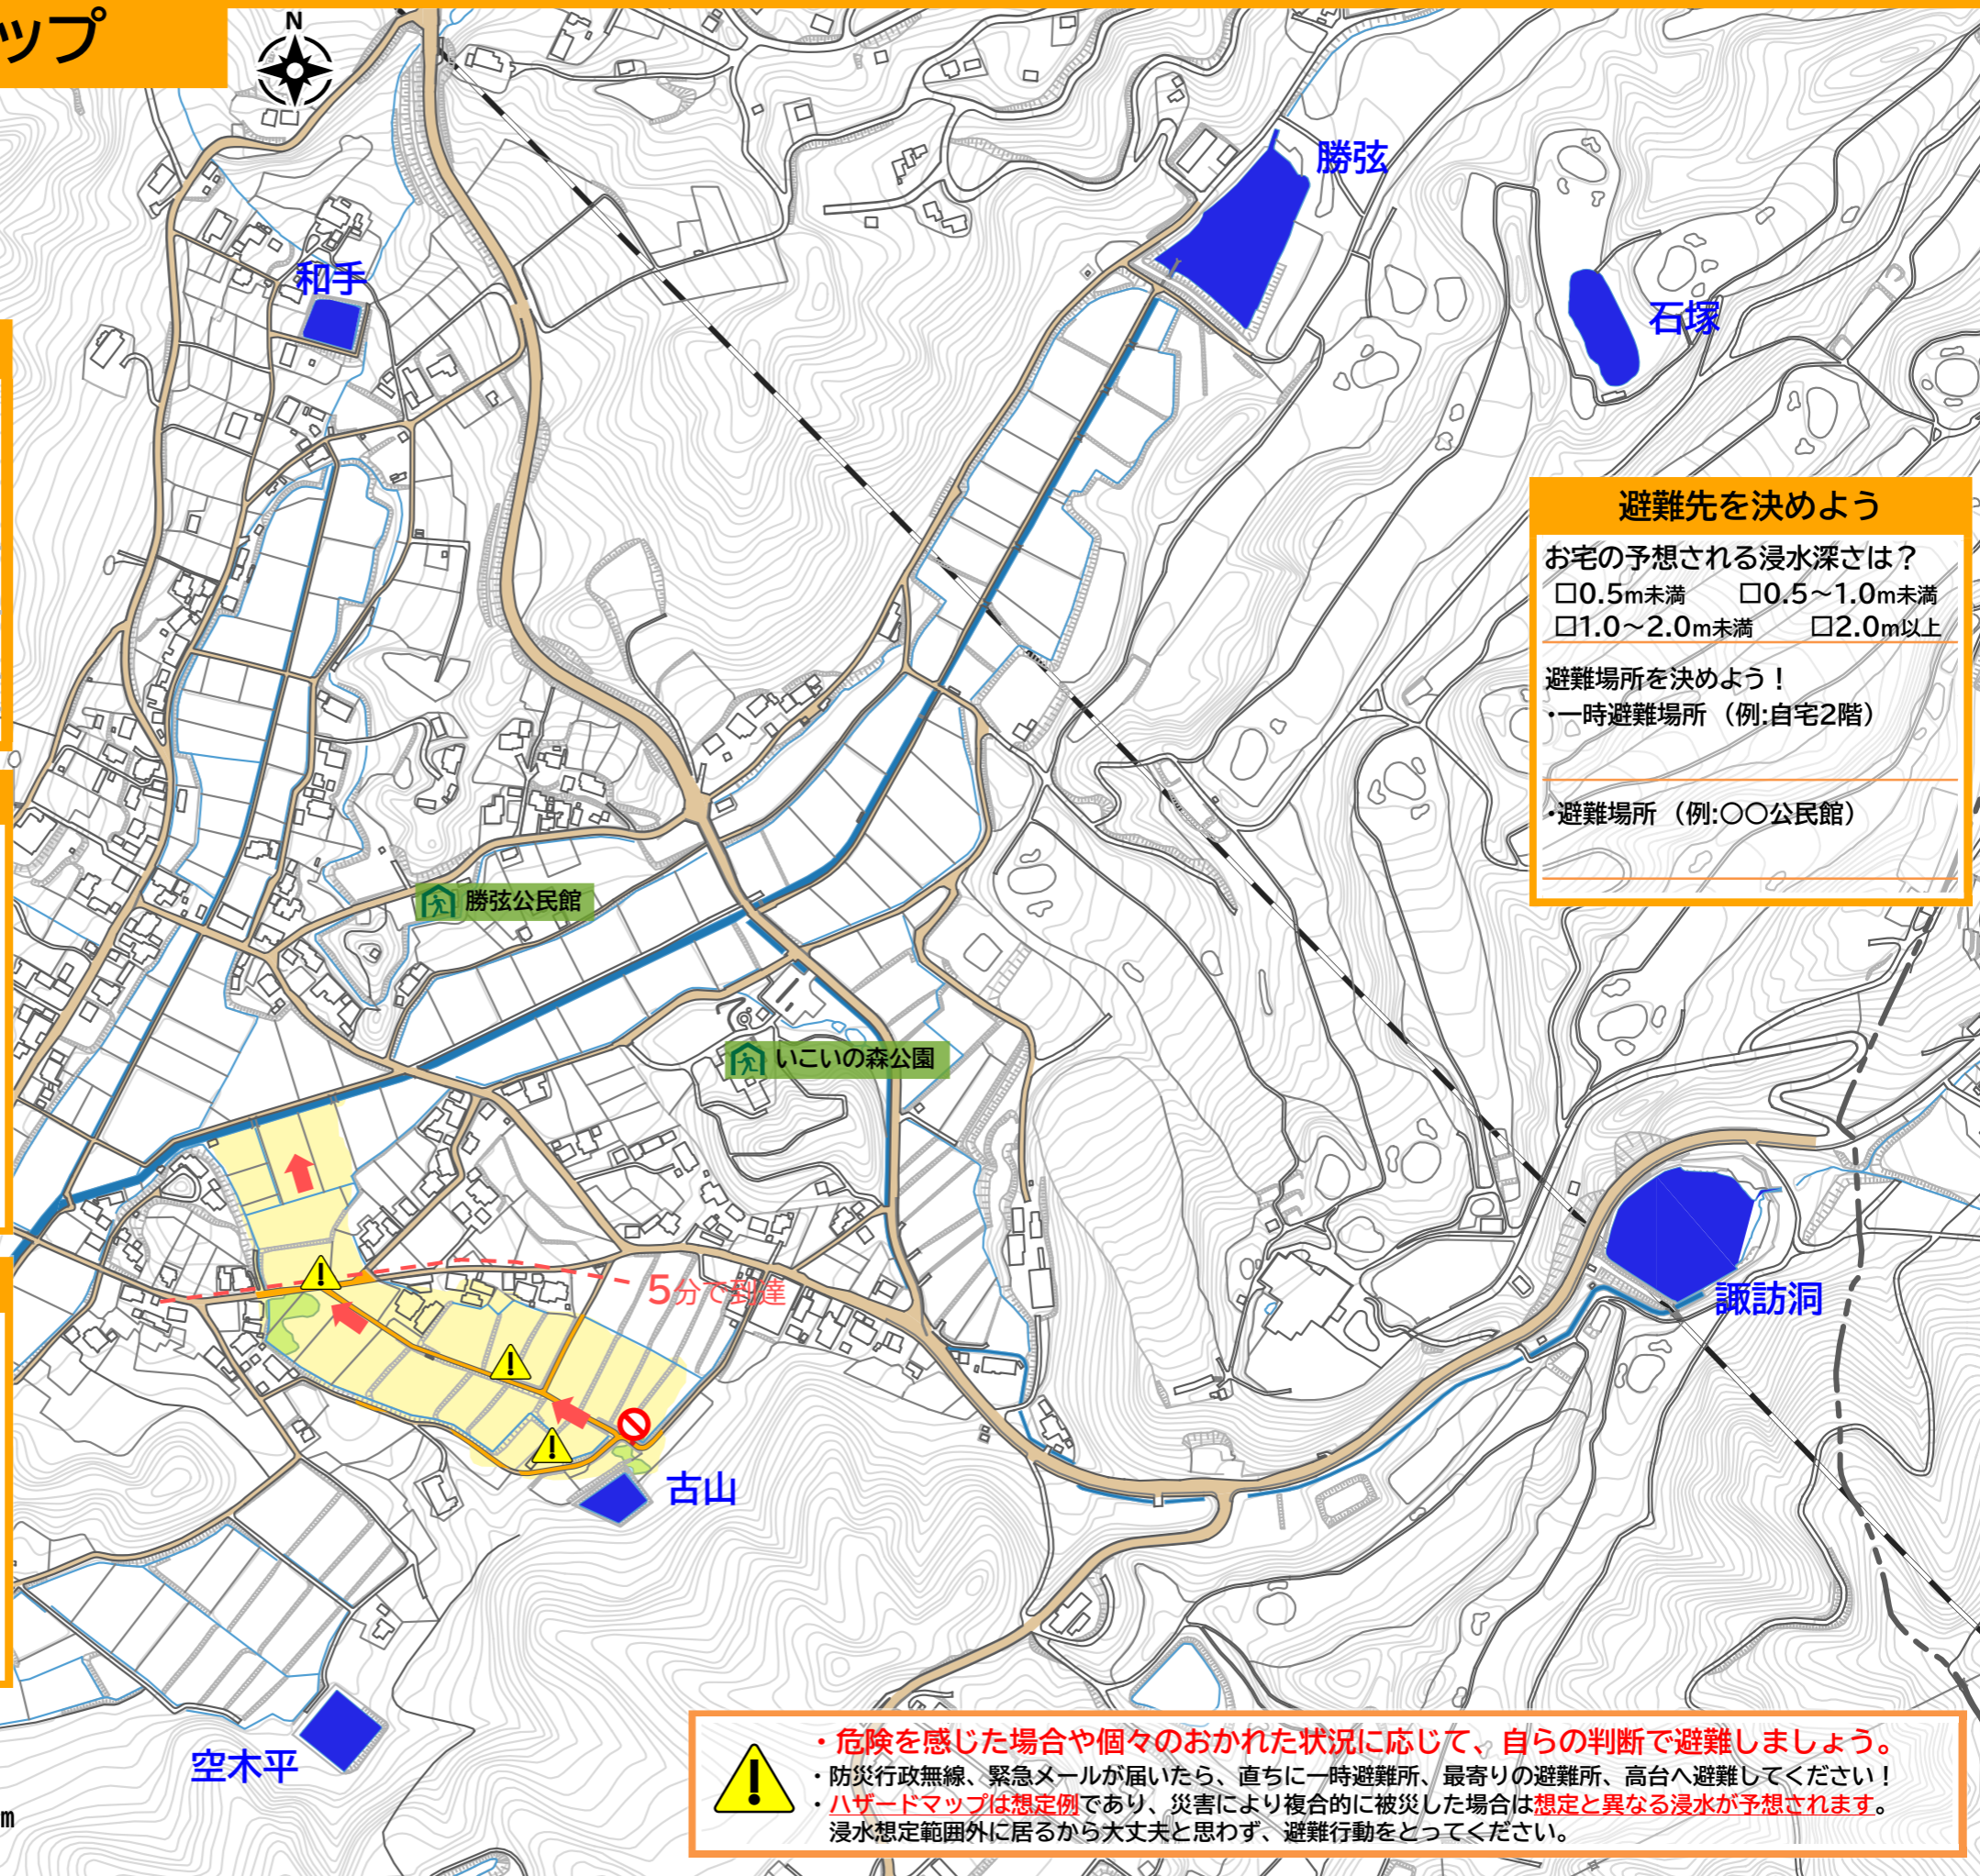 ップ
N
勝弦
和手
石塚
避難先を決めよう
お宅の予想される浸水深さは？
□0.5m未満 □0.5～1.0m未満
□1.0～2.0m未満 □2.0m以上
避難場所を決めよう！
・一時避難場所（例:自宅2階）
・避難場所（例:〇〇公民館）
勝弦公民館
いこいの森公園
5分で到達
諏訪洞
古山
空木平
m
・危険を感じた場合や個々のおかれた状況に応じて、自らの判断で避難しましょう。
・防災行政無線、緊急メールが届いたら、直ちに一時避難所、最寄りの避難所、高台へ避難してください！
・ハザードマップは想定例であり、災害により複合的に被災した場合は想定と異なる浸水が予想されます。
浸水想定範囲外に居るから大丈夫と思わず、避難行動をとってください。